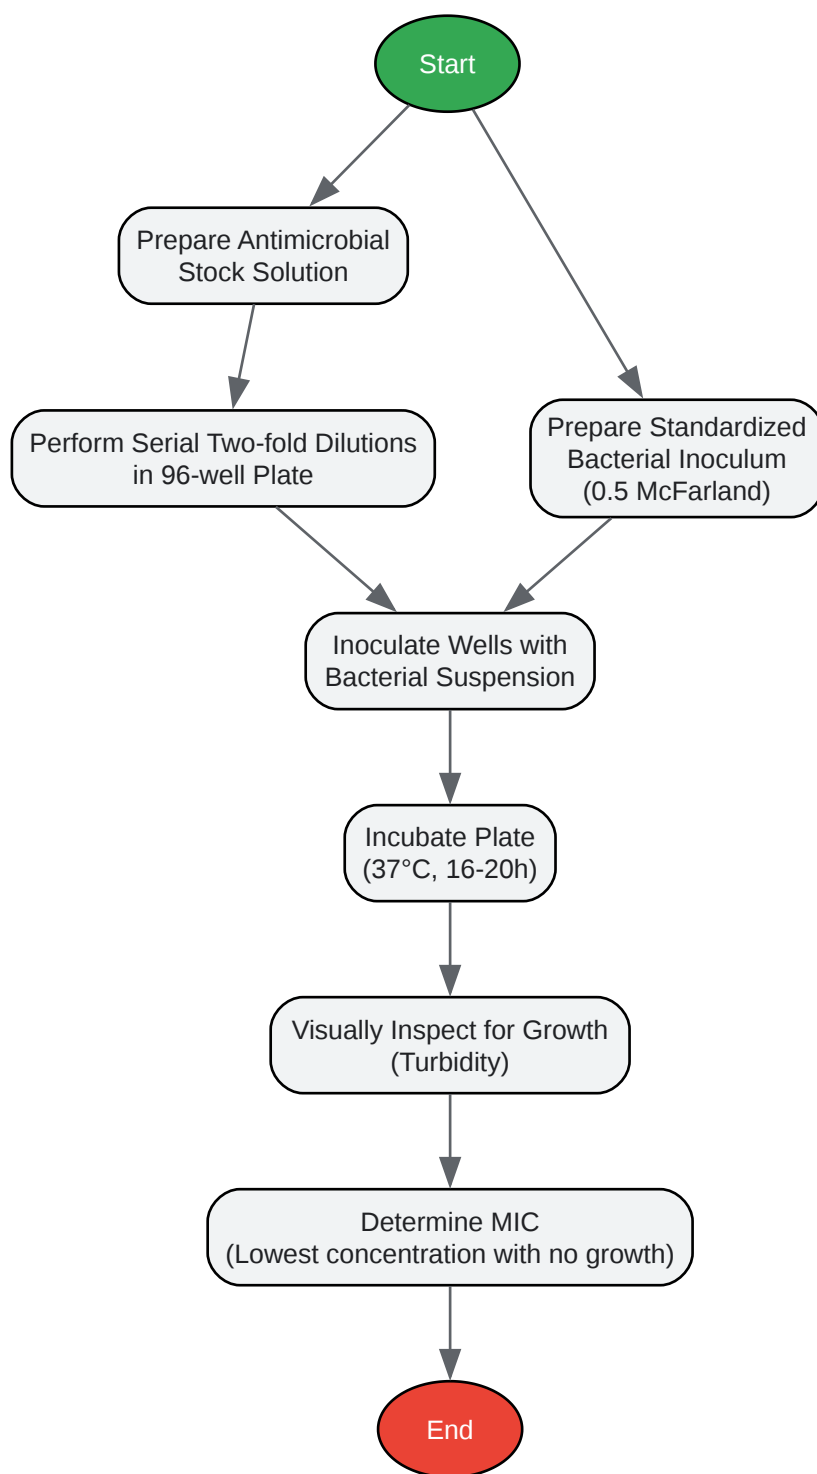 Start
Prepare Antimicrobial
Stock Solution
Perform Serial Two-fold Dilutions
in 96-well Plate
Prepare Standardized
Bacterial Inoculum
(0.5 McFarland)
Inoculate Wells with
Bacterial Suspension
Incubate Plate
(37°C, 16-20h)
Visually Inspect for Growth
(Turbidity)
Determine MIC
(Lowest concentration with no growth)
End